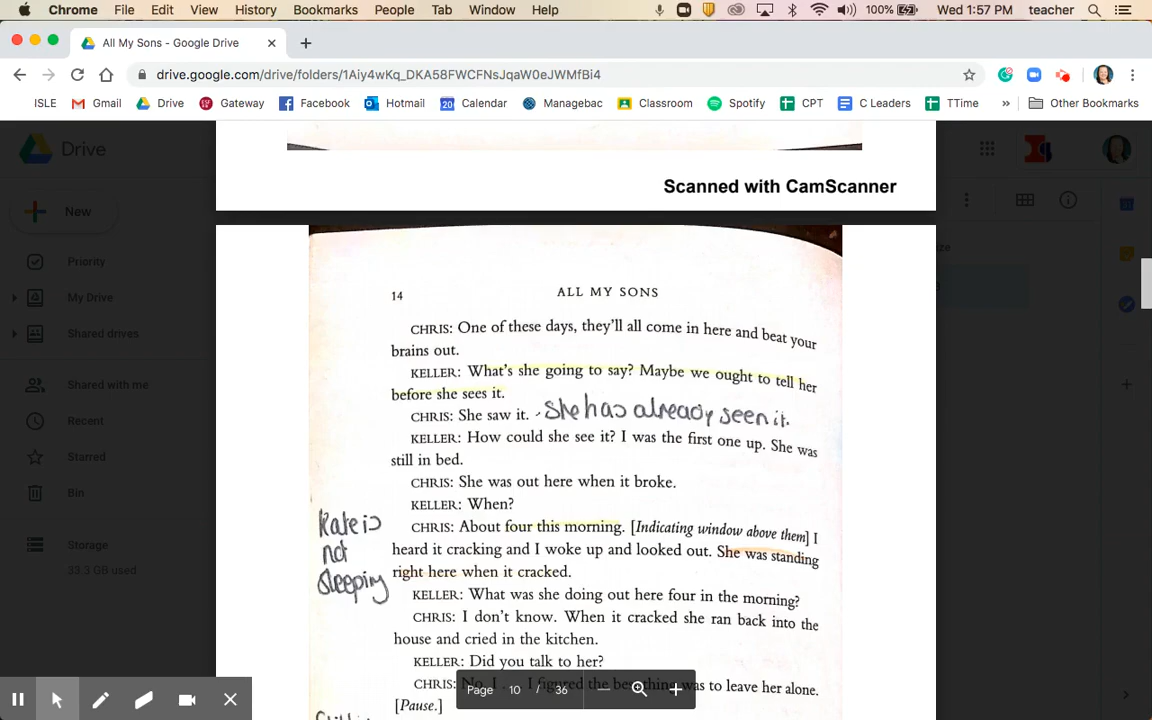 Chrome File Edit View History Bookmarks People Tab Window Help 100% Wed 1:57 PM teacher
All My Sons - Google Drive
drive.google.com/drive/folders/1Aiy4wKq_DKA58FWCFNsJqaW0eJWMfBi4
ISLE Gmail Drive Gateway Facebook Hotmail 20 Calendar Managebac Classroom Spotify CPT C Leaders TTime » Other Bookmarks
Drive
New
Priority
My Drive
Shared drives
Shared with me
Recent
Starred
Bin
Storage
33.3 GB used
Scanned with CamScanner
14 ALL MY SONS
CHRIS: One of these days, they'll all come in here and beat your
brains out.
KELLER: What's she going to say? Maybe we ought to tell her
before she sees it.
CHRIS: She saw it. - She has already seen it.
KELLER: How could she see it? I was the first one up. She was
still in bed.
CHRIS: She was out here when it broke.
KELLER: When?
CHRIS: About four this morning. [Indicating window above them] I
heard it cracking and I woke up and looked out. She was standing
right here when it cracked.
Kate is
not
sleeping
KELLER: What was she doing out here four in the morning?
CHRIS: I don't know. When it cracked she ran back into the
house and cried in the kitchen.
KELLER: Did you talk to her?
CHRIS: No, I . . . I figured the best thing was to leave her alone.
[Pause.]
Page 10 / 36